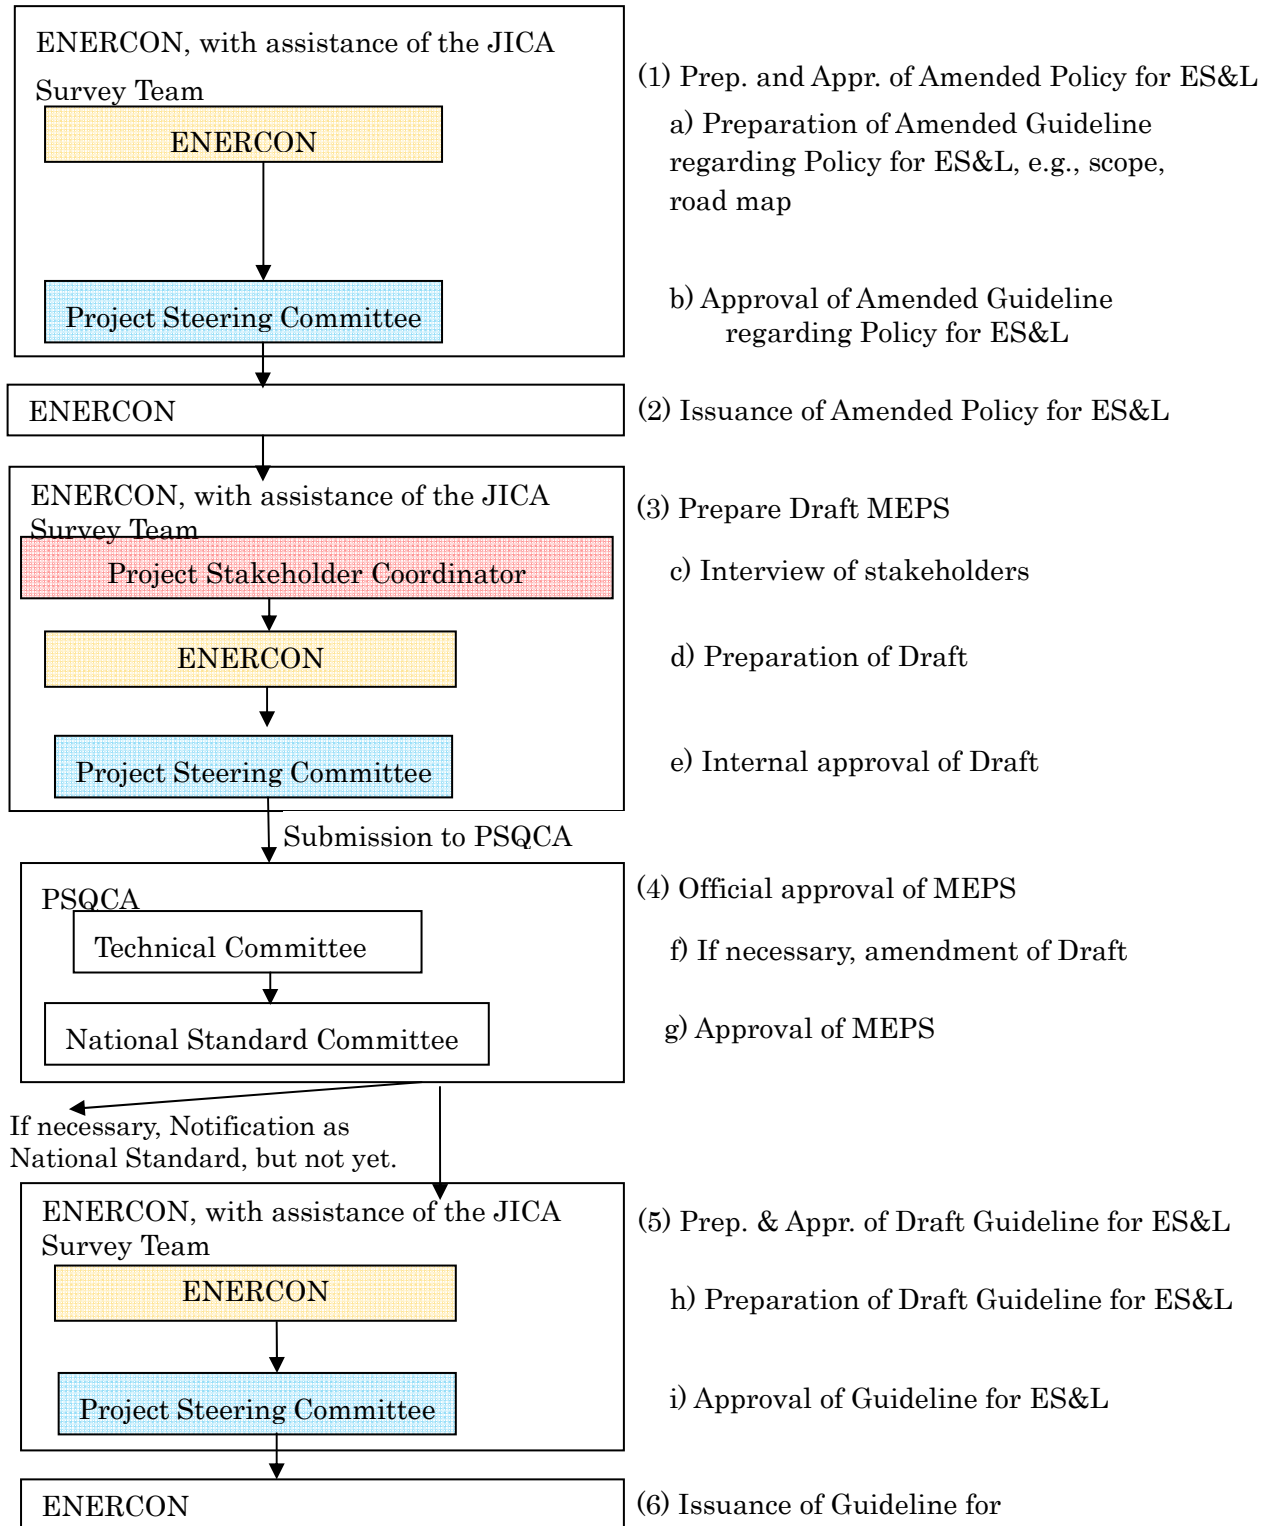 ENERCON, with assistance of the JICA
Survey Team
(1) Prep. and Appr. of Amended Policy for ES&L
ENERCON
a) Preparation of Amended Guideline
regarding Policy for ES&L, e.g., scope,
road map
Project Steering Committee
b) Approval of Amended Guideline
regarding Policy for ES&L
ENERCON
(2) Issuance of Amended Policy for ES&L
ENERCON, with assistance of the JICA
Survey Team
(3) Prepare Draft MEPS
Project Stakeholder Coordinator
c) Interview of stakeholders
ENERCON
d) Preparation of Draft
Project Steering Committee
e) Internal approval of Draft
Submission to PSQCA
PSQCA
(4) Official approval of MEPS
Technical Committee
f) If necessary, amendment of Draft
National Standard Committee
g) Approval of MEPS
If necessary, Notification as
National Standard, but not yet.
ENERCON, with assistance of the JICA
Survey Team
(5) Prep. & Appr. of Draft Guideline for ES&L
ENERCON
h) Preparation of Draft Guideline for ES&L
Project Steering Committee
i) Approval of Guideline for ES&L
ENERCON
(6) Issuance of Guideline for